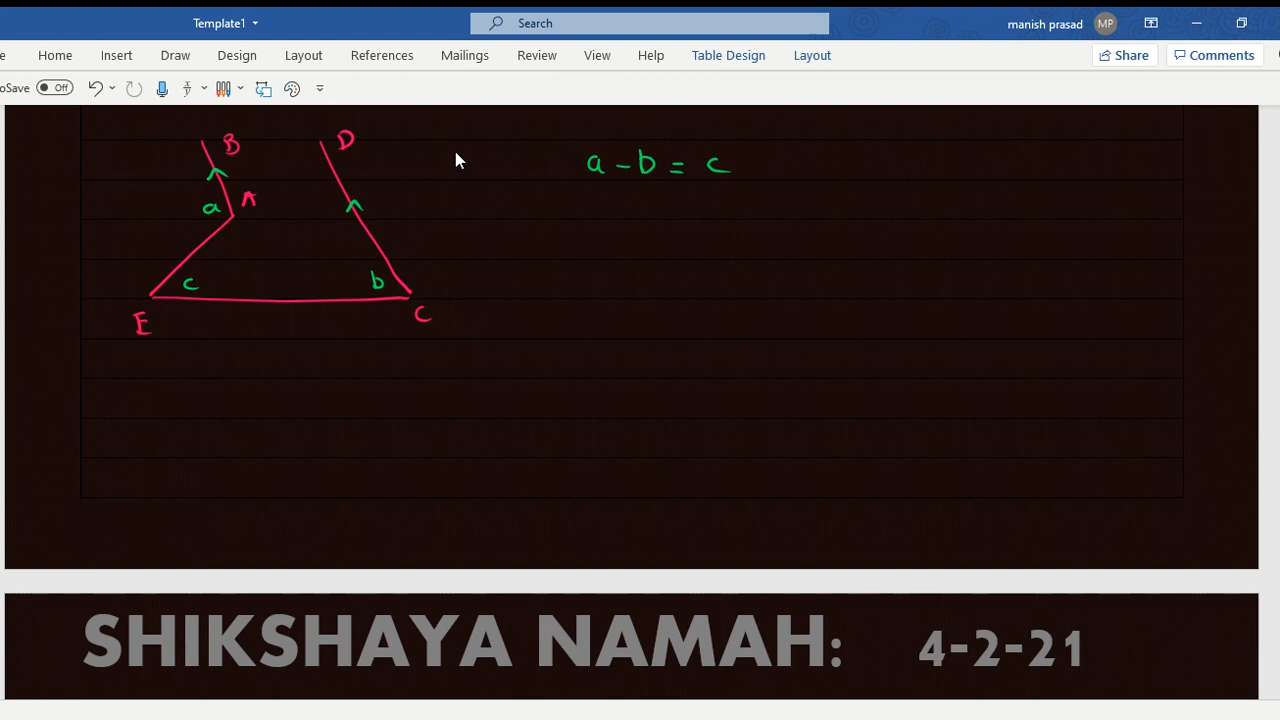 Template1
Search
manish prasad MP
Home Insert Draw Design Layout References Mailings Review View Help Table Design Layout Share Comments
oSave Off
B D
a - b = c
a A
c b
E C
SHIKSHAYA NAMAH: 4-2-21